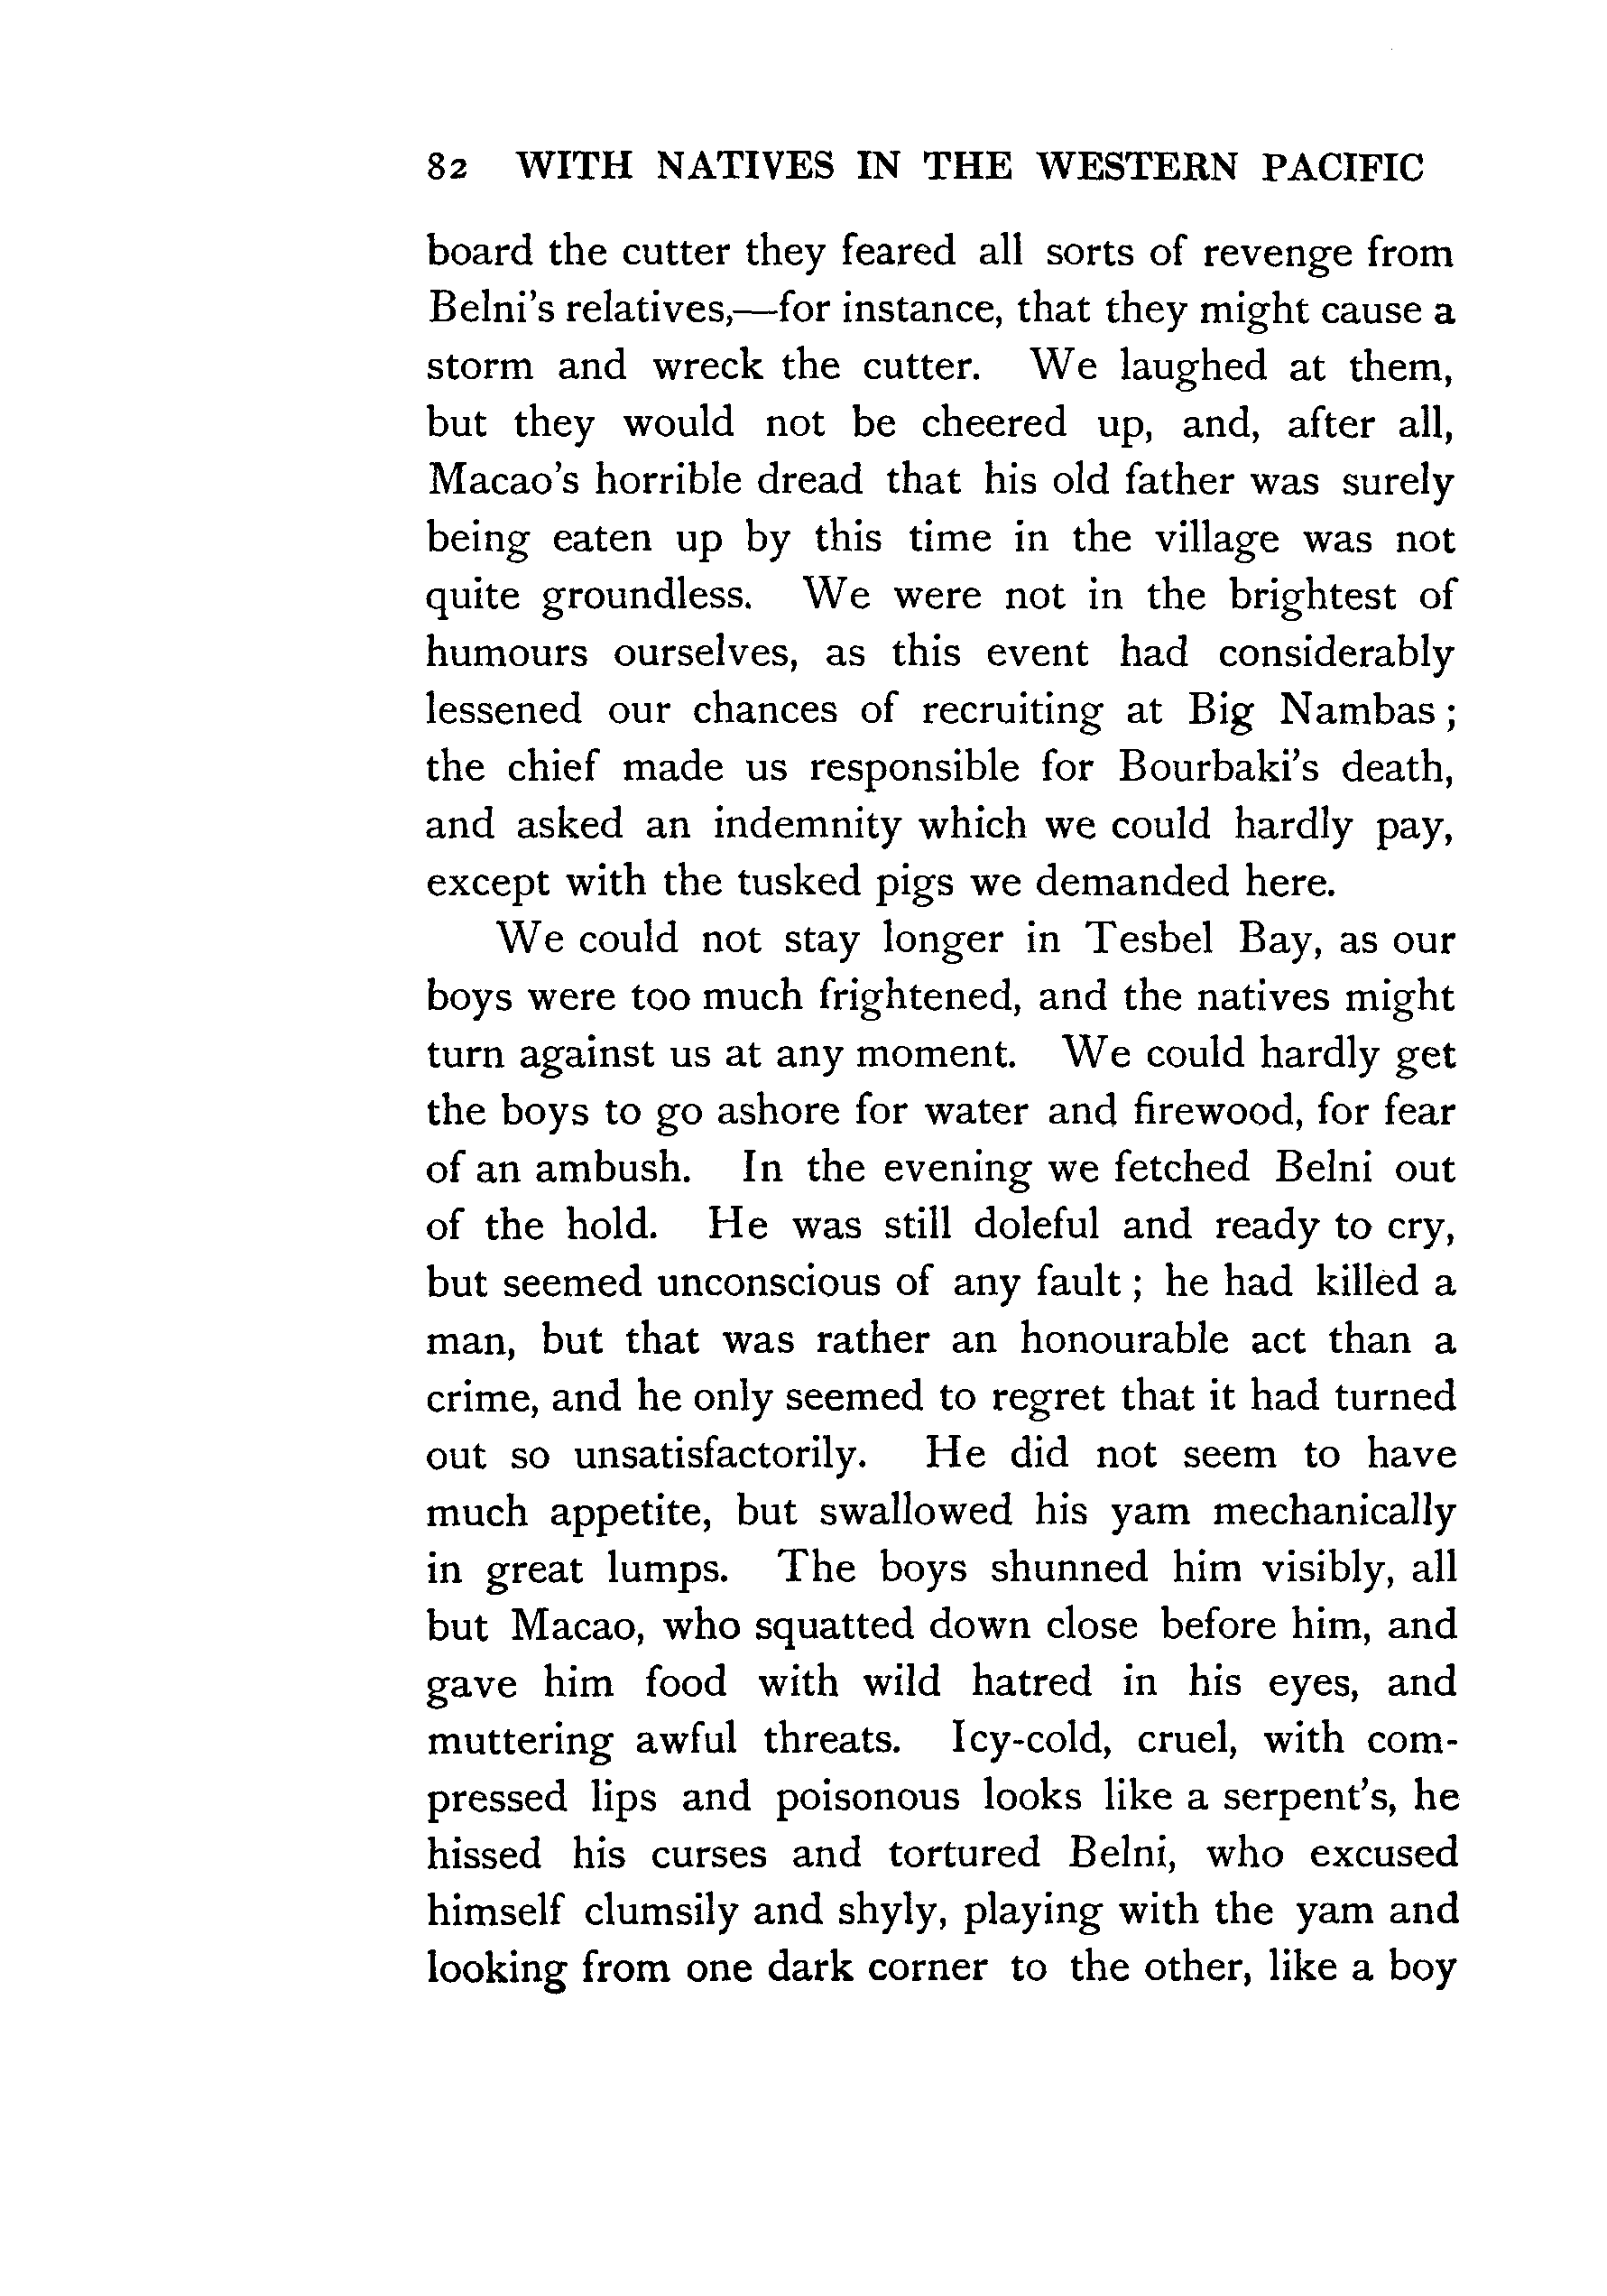 82 WITH NATIVES IN THE WESTERN PACIFIC
board the cutter they feared all sorts of revenge from
Belni's relatives,—for instance, that they might cause a
storm and wreck the cutter. We laughed at them,
but they would not be cheered up, and, after all,
Macao's horrible dread that his old father was surely
being eaten up by this time in the village was not
quite groundless. We were not in the brightest of
humours ourselves, as this event had considerably
lessened our chances of recruiting at Big Nambas;
the chief made us responsible for Bourbaki's death,
and asked an indemnity which we could hardly pay,
except with the tusked pigs we demanded here.
We could not stay longer in Tesbel Bay, as our
boys were too much frightened, and the natives might
turn against us at any moment. We could hardly get
the boys to go ashore for water and firewood, for fear
of an ambush. In the evening we fetched Belni out
of the hold. He was still doleful and ready to cry,
but seemed unconscious of any fault; he had killed a
man, but that was rather an honourable act than a
crime, and he only seemed to regret that it had turned
out so unsatisfactorily. He did not seem to have
much appetite, but swallowed his yam mechanically
in great lumps. The boys shunned him visibly, all
but Macao, who squatted down close before him, and
gave him food with wild hatred in his eyes, and
muttering awful threats. Icy-cold, cruel, with com-
pressed lips and poisonous looks like a serpent's, he
hissed his curses and tortured Belni, who excused
himself clumsily and shyly, playing with the yam and
looking from one dark corner to the other, like a boy